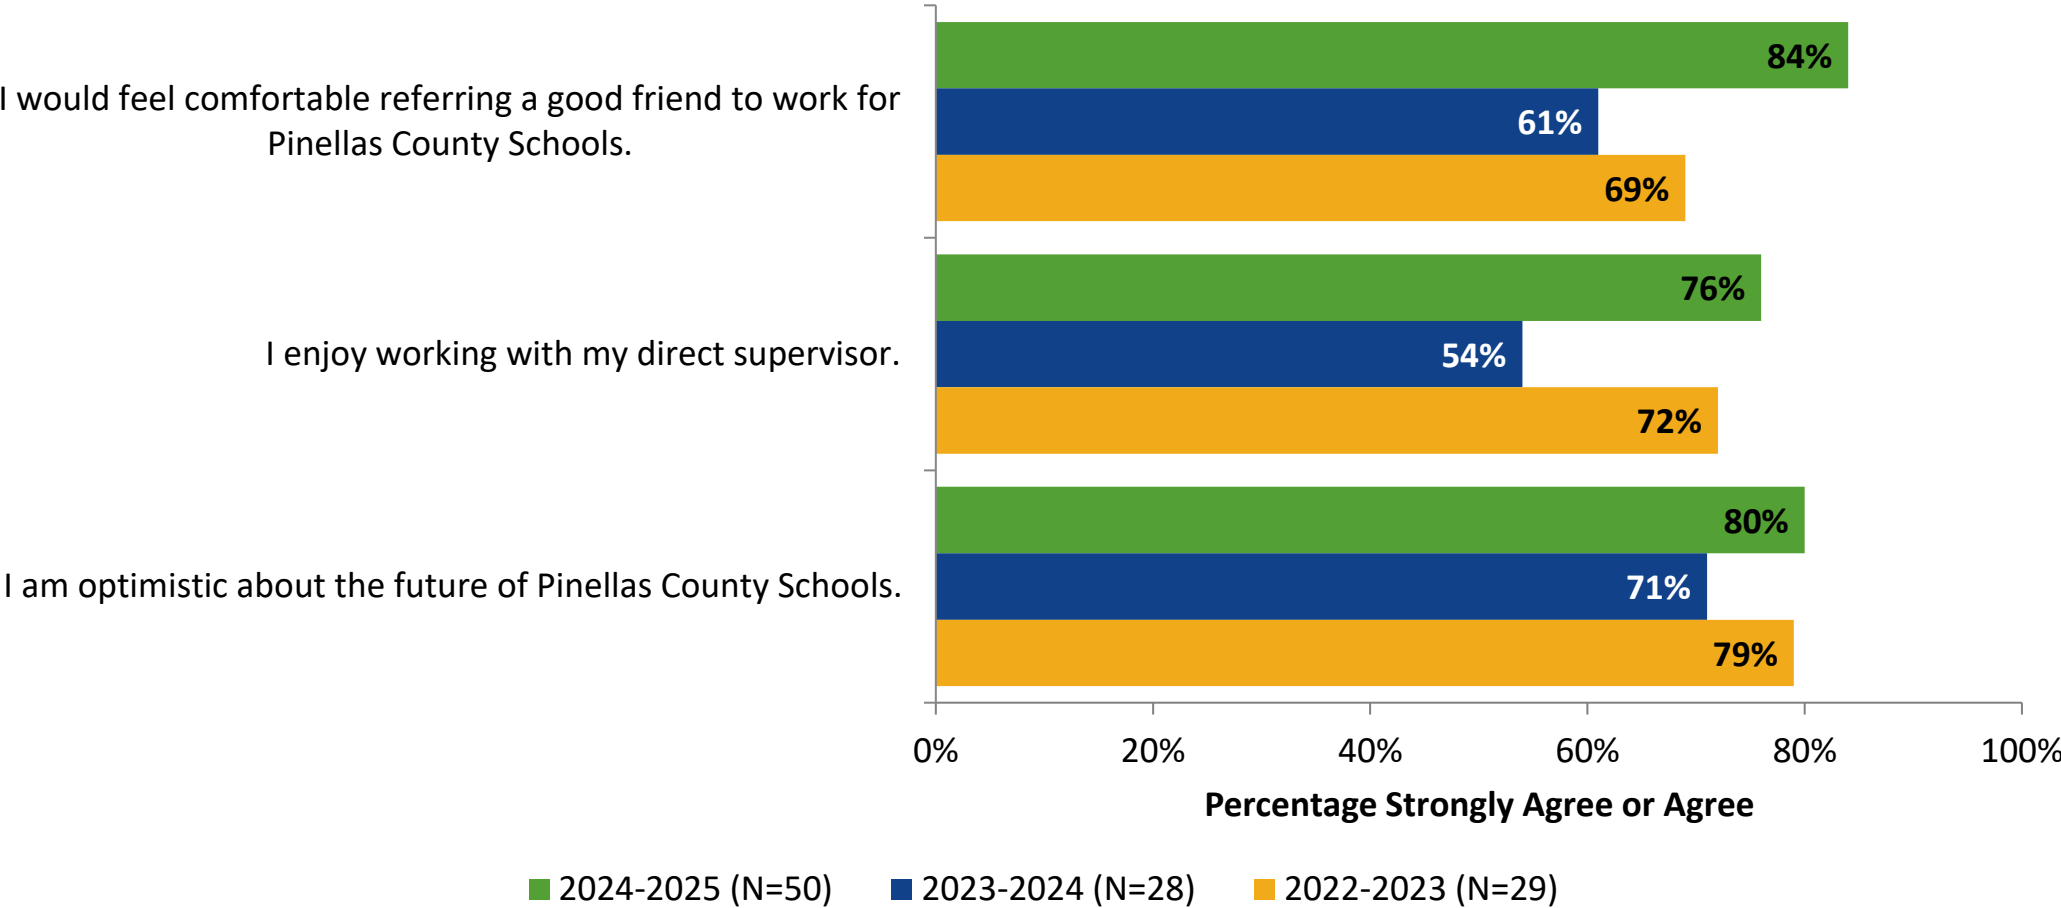 84%
I would feel comfortable referring a good friend to work for
Pinellas County Schools.
61%
69%
76%
I enjoy working with my direct supervisor.
54%
72%
80%
I am optimistic about the future of Pinellas County Schools.
71%
79%
0% 20% 40% 60% 80% 100%
Percentage Strongly Agree or Agree
2024-2025 (N=50) 2023-2024 (N=28) 2022-2023 (N=29)